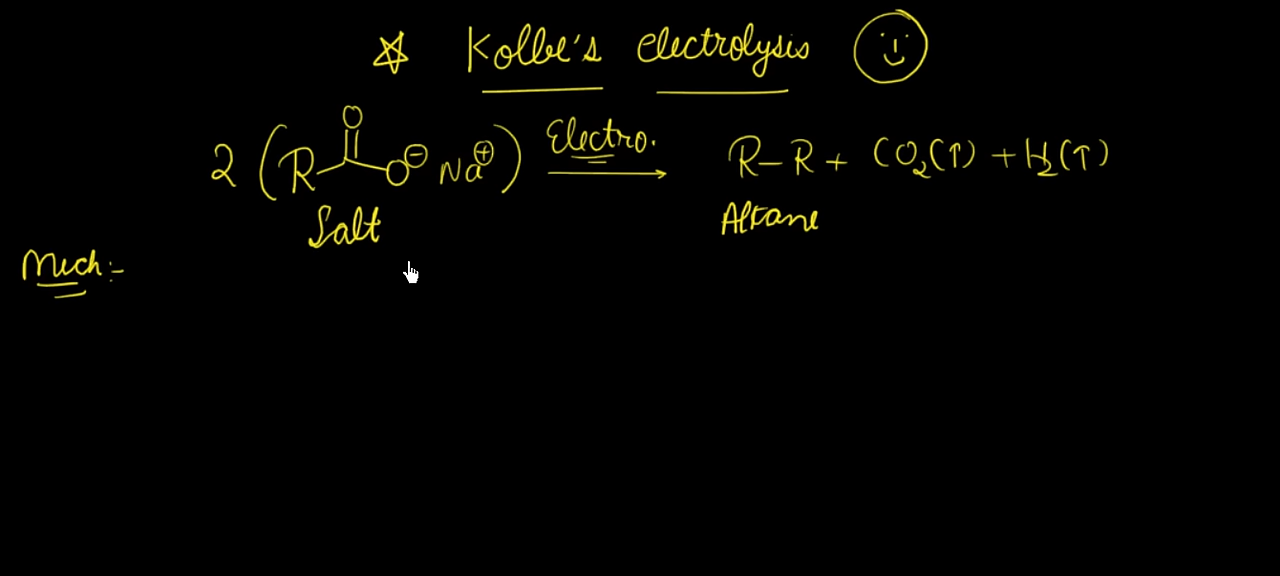 ☆ Kolbe's electrolysis
2 (R O O⊖ Na⊕) Electro. → R–R + CO₂(↑) + H₂(↑)
Salt Alkane
Mech:-